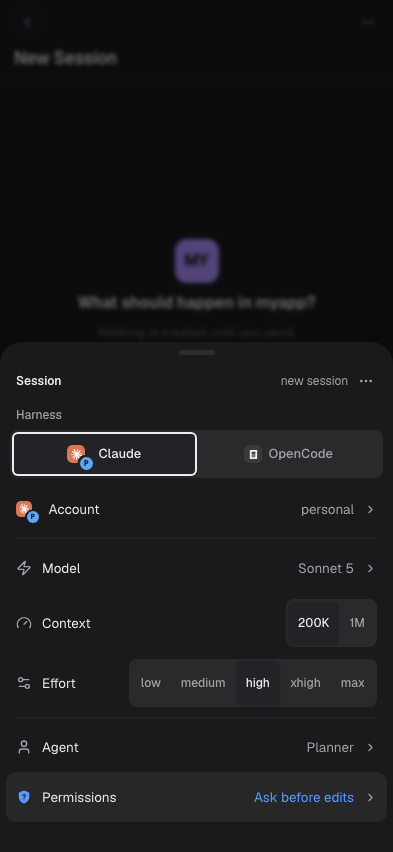 New Session
MY
What should happen in myapp?
Nothing is created until you send.
Session
new session
Harness
P
Claude
OpenCode
P
Account
personal
Model
Sonnet 5
Context
200K
1M
Effort
low
medium
high
xhigh
max
Agent
Planner
Permissions
Ask before edits